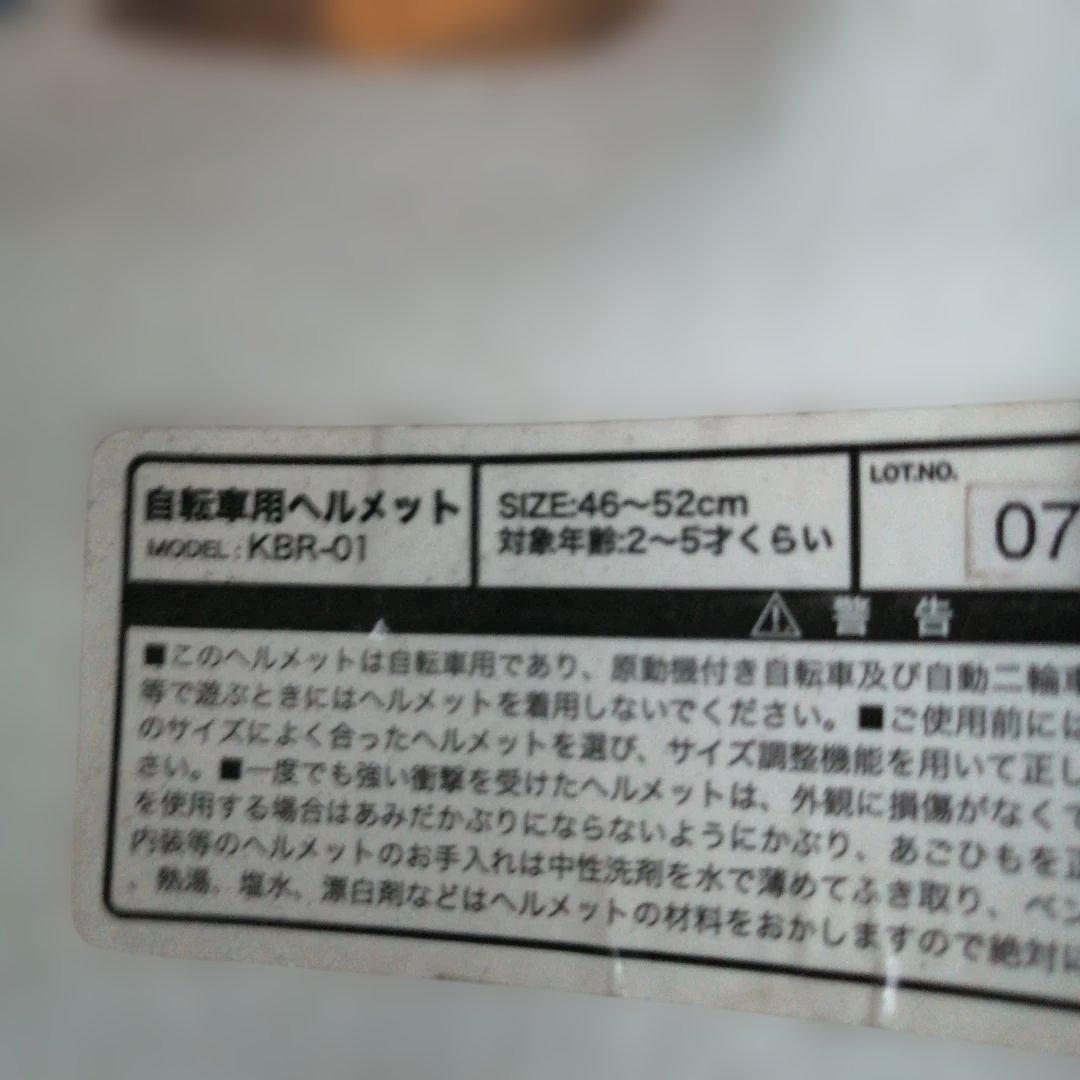 自転車用ヘルメット
MODEL : KBR-01
SIZE:46〜52cm
対象年齢:2〜5才くらい
LOT.NO.
07
⚠ 警 告
■このヘルメットは自転車用であり、原動機付き自転車及び自動二輪車
等で遊ぶときにはヘルメットを着用しないでください。■ご使用前には
のサイズによく合ったヘルメットを選び、サイズ調整機能を用いて正し
さい。■一度でも強い衝撃を受けたヘルメットは、外観に損傷がなくて
を使用する場合はあみだかぶりにならないようにかぶり、あごひもを正
内装等のヘルメットのお手入れは中性洗剤を水で薄めてふき取り、ベン
、熱湯、塩水、漂白剤などはヘルメットの材料をおかしますので絶対に